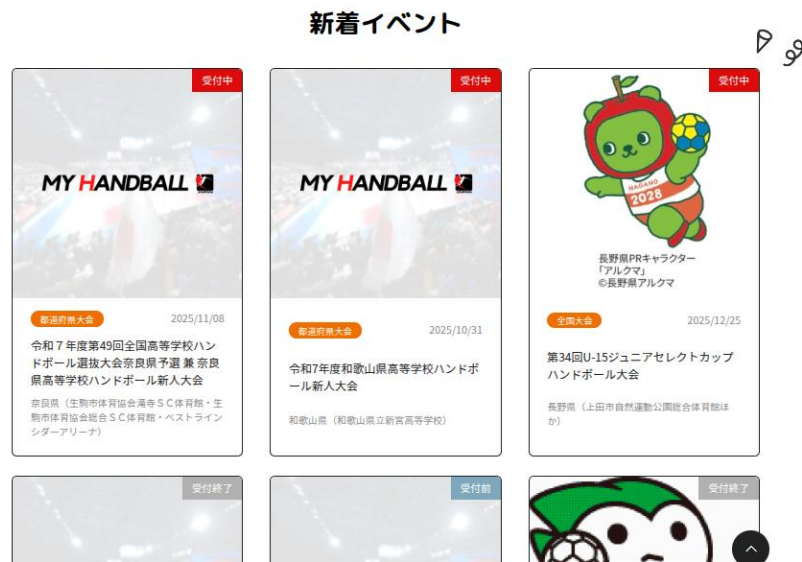 新着イベント
受付中
MY HANDBALL
都道府県大会
2025/11/08
令和７年度第49回全国高等学校ハン
ドボール選抜大会奈良県予選 兼 奈良
県高等学校ハンドボール新人大会
奈良県（生駒市体育協会滝寺ＳＣ体育館・生
駒市体育協会総合ＳＣ体育館・ベストライン
シダーアリーナ）
受付中
MY HANDBALL
都道府県大会
2025/10/31
令和7年度和歌山県高等学校ハンドボ
ール新人大会
和歌山県（和歌山県立新宮高等学校）
受付中
NAGANO
2028
長野県PRキャラクター
「アルクマ」
©長野県アルクマ
全国大会
2025/12/25
第34回U-15ジュニアセレクトカップ
ハンドボール大会
長野県（上田市自然運動公園総合体育館ほ
か）
受付終了
受付前
受付終了